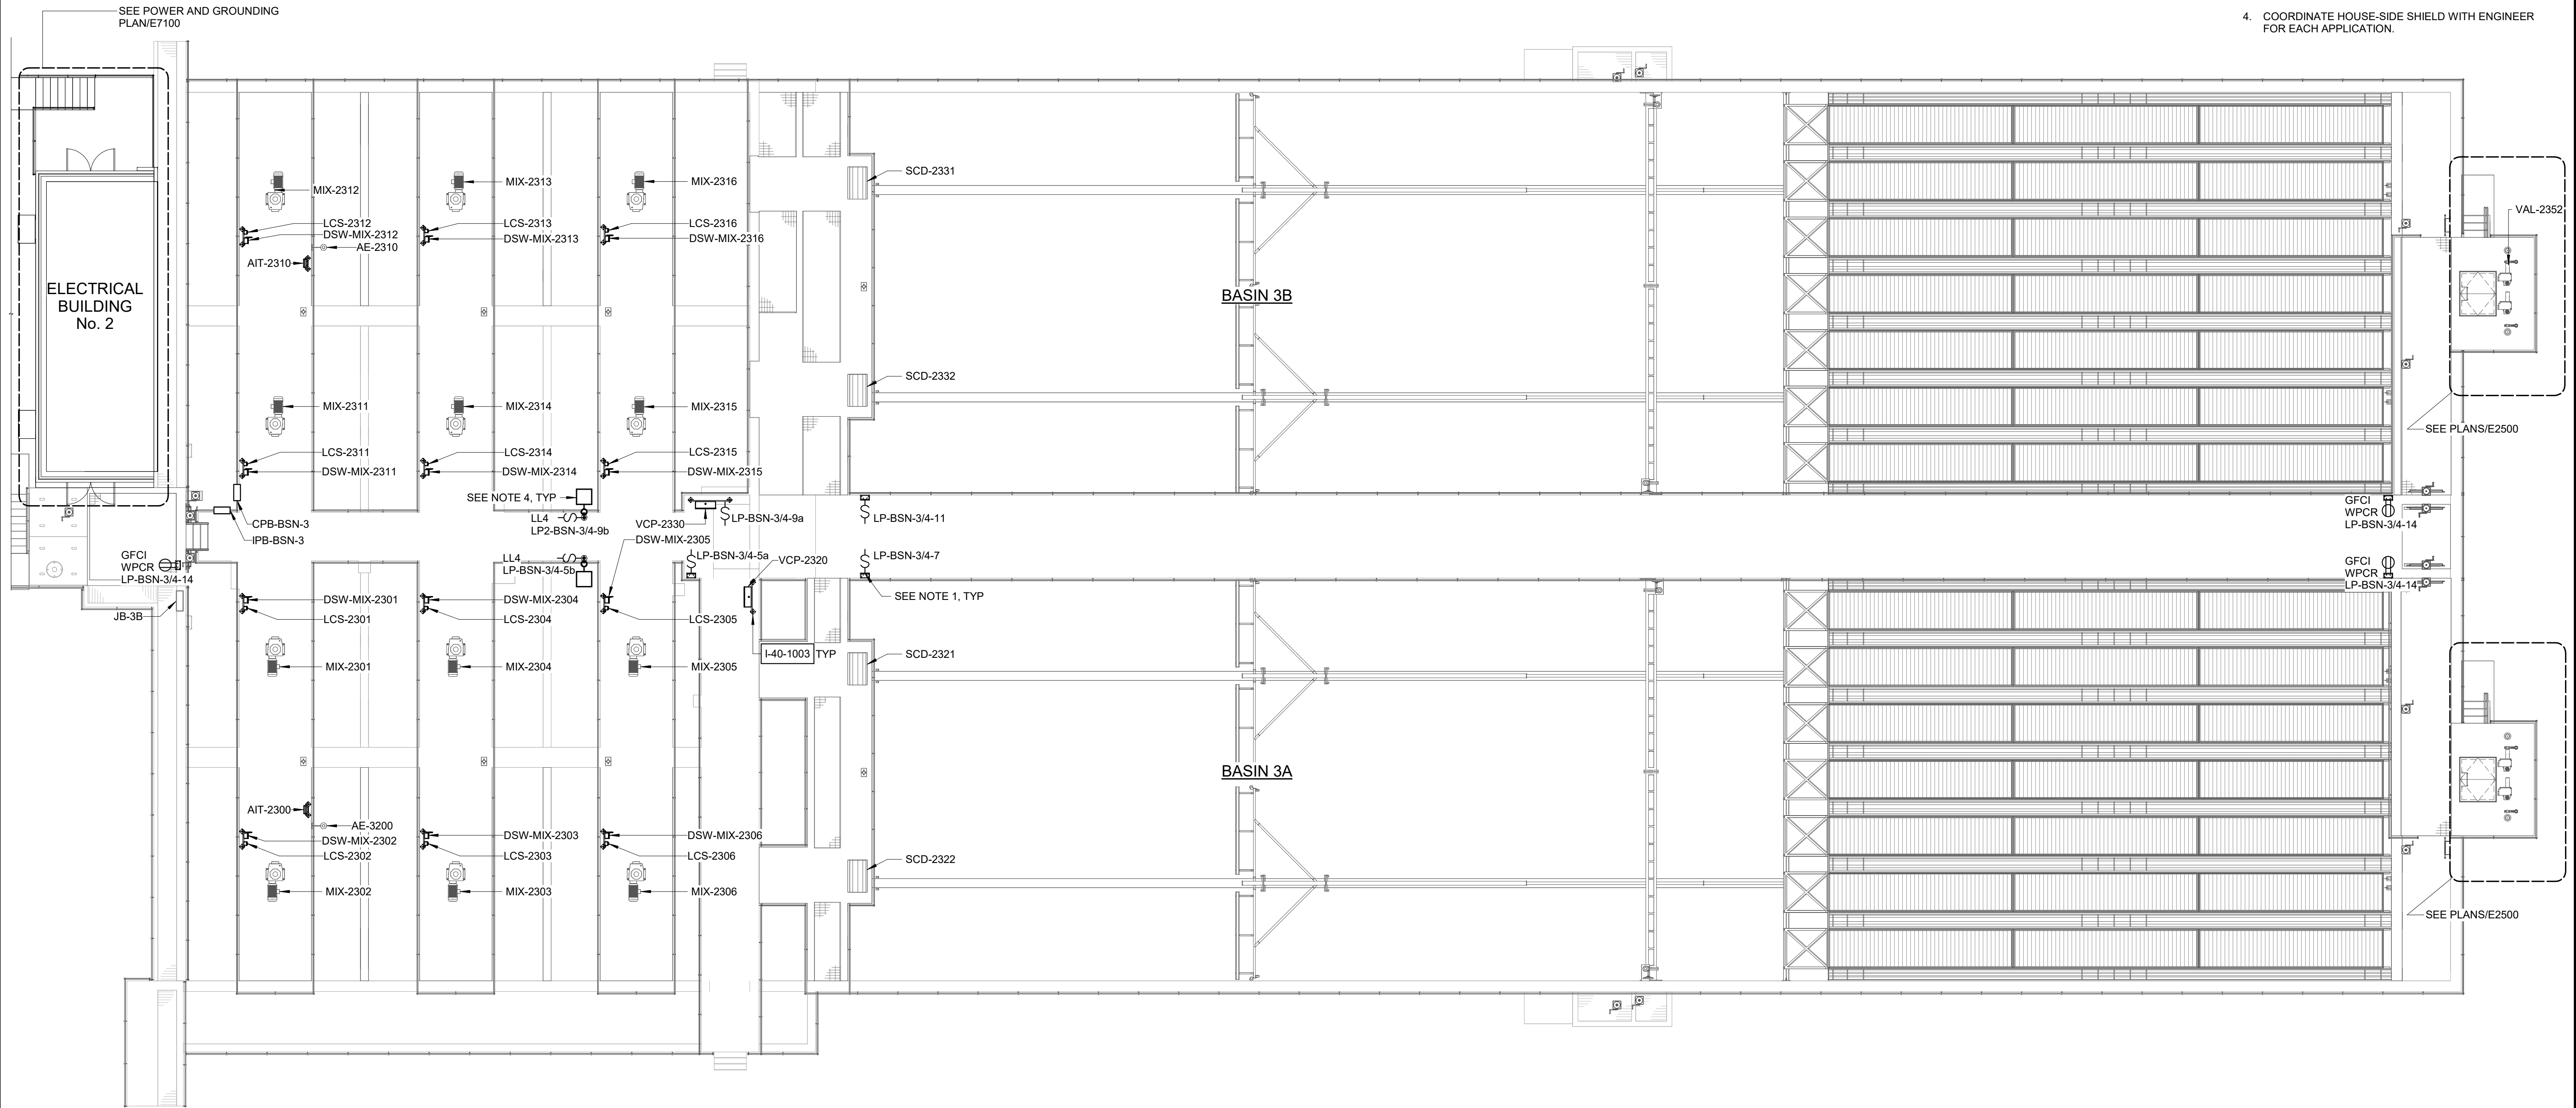 SEE POWER AND GROUNDING
PLAN/E7100
4. COORDINATE HOUSE-SIDE SHIELD WITH ENGINEER
FOR EACH APPLICATION.
ELECTRICAL
BUILDING
No. 2
MIX-2312
MIX-2313
MIX-2316
LCS-2312
DSW-MIX-2312
AE-2310
AIT-2310
LCS-2313
DSW-MIX-2313
LCS-2316
DSW-MIX-2316
SCD-2331
BASIN 3B
SCD-2332
VAL-2352
SEE PLANS/E2500
MIX-2311
MIX-2314
MIX-2315
LCS-2311
DSW-MIX-2311
LCS-2314
DSW-MIX-2314
LCS-2315
DSW-MIX-2315
SEE NOTE 4, TYP
LL4
LP2-BSN-3/4-9b
VCP-2330
LP-BSN-3/4-9a
LP-BSN-3/4-11
DSW-MIX-2305
CPB-BSN-3
IPB-BSN-3
GFCI
WPCR
LP-BSN-3/4-14
GFCI
WPCR
LP-BSN-3/4-14
LL4
LP-BSN-3/4-5b
LP-BSN-3/4-5a
VCP-2320
LP-BSN-3/4-7
SEE NOTE 1, TYP
GFCI
WPCR
LP-BSN-3/4-14
JB-3B
DSW-MIX-2301
LCS-2301
DSW-MIX-2304
LCS-2304
LCS-2305
I-40-1003 TYP
MIX-2301
MIX-2304
MIX-2305
SCD-2321
BASIN 3A
AIT-2300
AE-3200
DSW-MIX-2302
LCS-2302
DSW-MIX-2303
LCS-2303
DSW-MIX-2306
LCS-2306
SCD-2322
MIX-2302
MIX-2303
MIX-2306
SEE PLANS/E2500